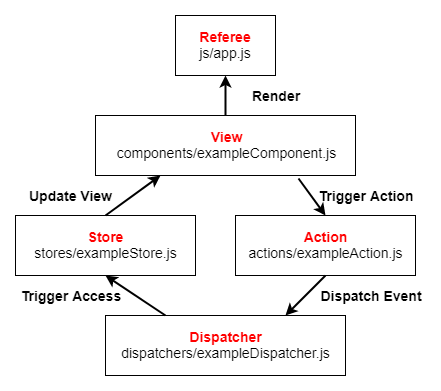 Referee
js/app.js
Render
View
components/exampleComponent.js
Update View
Trigger Action
Store
stores/exampleStore.js
Action
actions/exampleAction.js
Trigger Access
Dispatch Event
Dispatcher
dispatchers/exampleDispatcher.js